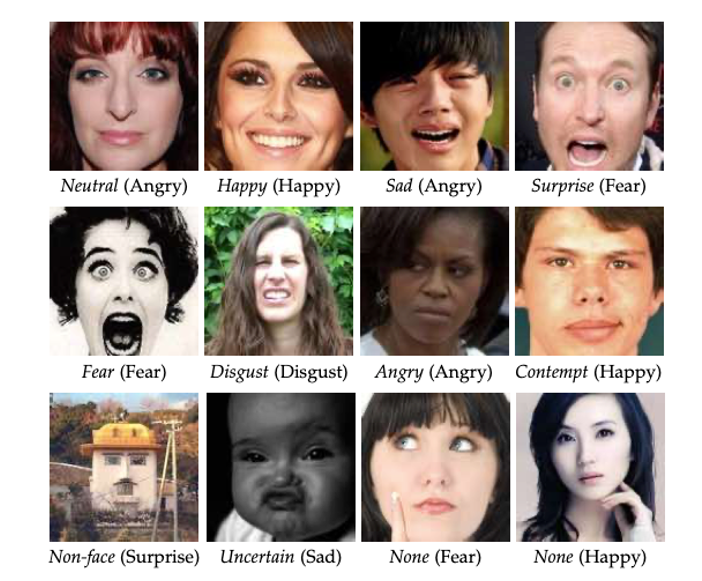 Neutral (Angry) Happy (Happy) Sad (Angry) Surprise (Fear)
Fear (Fear) Disgust (Disgust) Angry (Angry) Contempt (Happy)
Non-face (Surprise) Uncertain (Sad) None (Fear) None (Happy)